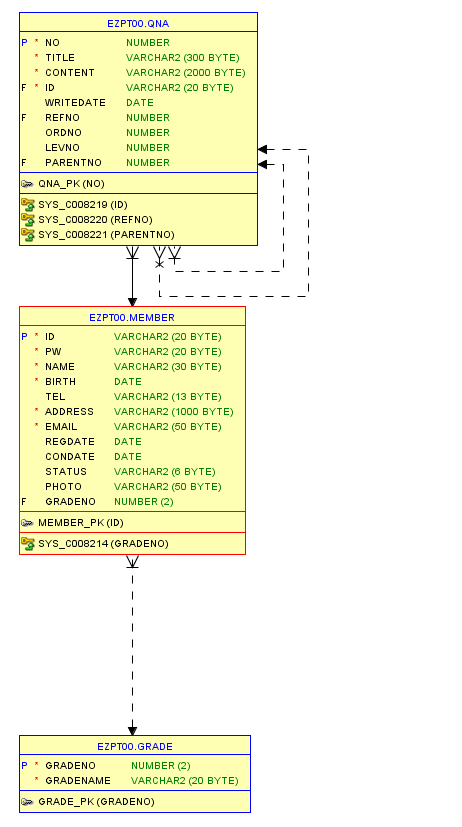 EZPT00.QNA
P * NO NUMBER
* TITLE VARCHAR2 (300 BYTE)
* CONTENT VARCHAR2 (2000 BYTE)
F * ID VARCHAR2 (20 BYTE)
WRITEDATE DATE
F REFNO NUMBER
ORDNO NUMBER
LEVNO NUMBER
F PARENTNO NUMBER
QNA_PK (NO)
SYS_C008219 (ID)
SYS_C008220 (REFNO)
SYS_C008221 (PARENTNO)
EZPT00.MEMBER
P * ID VARCHAR2 (20 BYTE)
* PW VARCHAR2 (20 BYTE)
* NAME VARCHAR2 (30 BYTE)
* BIRTH DATE
TEL VARCHAR2 (13 BYTE)
* ADDRESS VARCHAR2 (1000 BYTE)
* EMAIL VARCHAR2 (50 BYTE)
REGDATE DATE
CONDATE DATE
STATUS VARCHAR2 (6 BYTE)
PHOTO VARCHAR2 (50 BYTE)
F GRADENO NUMBER (2)
MEMBER_PK (ID)
SYS_C008214 (GRADENO)
EZPT00.GRADE
P * GRADENO NUMBER (2)
* GRADENAME VARCHAR2 (20 BYTE)
GRADE_PK (GRADENO)